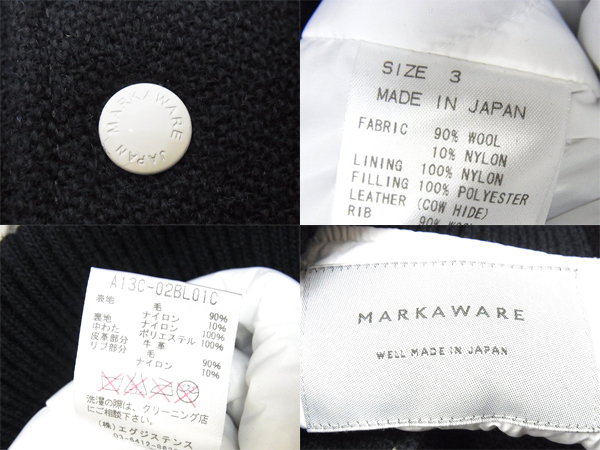 MARKAWARE JAPAN
SIZE 3
MADE IN JAPAN
FABRIC 90% WOOL
10% NYLON
LINING 100% NYLON
FILLING 100% POLYESTER
LEATHER (COW HIDE)
RIB 90%
A13C-02BL01C
表地 毛 90%
ナイロン 10%
裏地 ナイロン 100%
中わた ポリエステル 100%
皮革部分 牛革
リブ部分 毛 90%
ナイロン 10%
洗濯の際は、クリーニング店
にご相談下さい。
(株)エグジステンス
MARKAWARE
WELL MADE IN JAPAN